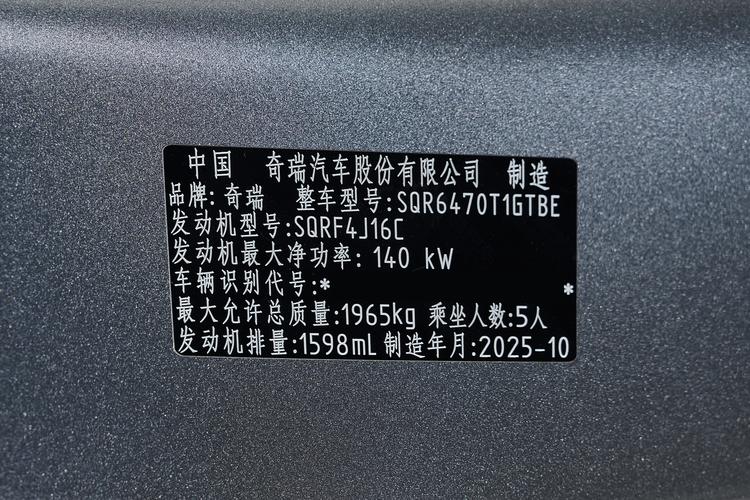 中国 奇瑞汽车股份有限公司 制造
品牌: 奇瑞 整车型号:SQR6470T1GTBE
发动机型号:SQRF4J16C
发动机最大净功率: 140 kW
车辆识别代号:* *
最大允许总质量:1965kg 乘坐人数:5人
发动机排量:1598mL 制造年月:2025-10